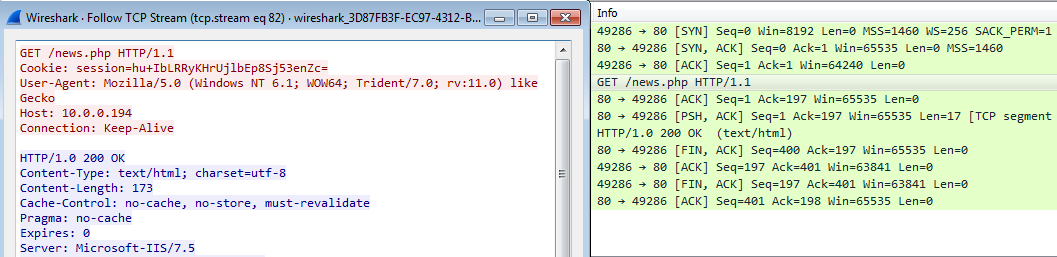 Wireshark · Follow TCP Stream (tcp.stream eq 82) · wireshark_3D87FB3F-EC97-4312-B...
GET /news.php HTTP/1.1
Cookie: session=hu+IbLRRyKHrUjlbEp8Sj53enZc=
User-Agent: Mozilla/5.0 (Windows NT 6.1; WOW64; Trident/7.0; rv:11.0) like
Gecko
Host: 10.0.0.194
Connection: Keep-Alive
HTTP/1.0 200 OK
Content-Type: text/html; charset=utf-8
Content-Length: 173
Cache-Control: no-cache, no-store, must-revalidate
Pragma: no-cache
Expires: 0
Server: Microsoft-IIS/7.5
Info
49286 → 80 [SYN] Seq=0 Win=8192 Len=0 MSS=1460 WS=256 SACK_PERM=1
80 → 49286 [SYN, ACK] Seq=0 Ack=1 Win=65535 Len=0 MSS=1460
49286 → 80 [ACK] Seq=1 Ack=1 Win=64240 Len=0
GET /news.php HTTP/1.1
80 → 49286 [ACK] Seq=1 Ack=197 Win=65535 Len=0
80 → 49286 [PSH, ACK] Seq=1 Ack=197 Win=65535 Len=17 [TCP segment
HTTP/1.0 200 OK  (text/html)
80 → 49286 [FIN, ACK] Seq=400 Ack=197 Win=65535 Len=0
49286 → 80 [ACK] Seq=197 Ack=401 Win=63841 Len=0
49286 → 80 [FIN, ACK] Seq=197 Ack=401 Win=63841 Len=0
80 → 49286 [ACK] Seq=401 Ack=198 Win=65535 Len=0